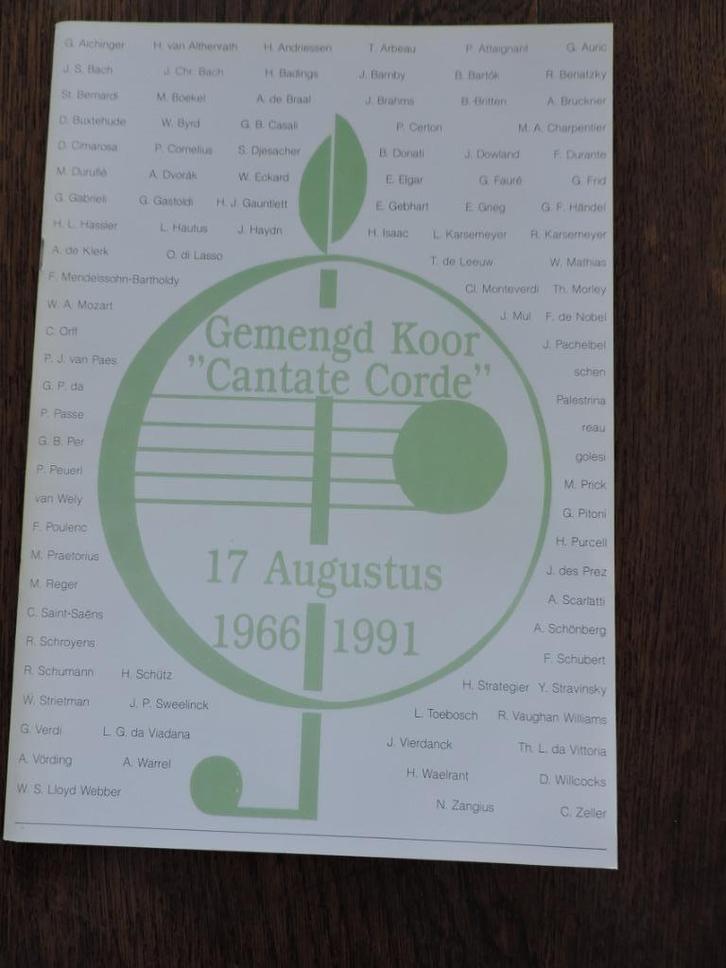 G. Aichinger H. van Althenrath H. Andriessen T. Arbeau P. Attaignant G. Auric
J. S. Bach J. Chr. Bach H. Badings J. Barnby B. Bartók R. Benatzky
St. Bernardi M. Boekel A. de Braal J. Brahms B. Britten A. Bruckner
D. Buxtehude W. Byrd G. B. Casali P. Certon M. A. Charpentier
D. Cimarosa P. Cornelius S. Djesacher B. Donati J. Dowland F. Durante
M. Duruflé A. Dvorák W. Eckard E. Elgar G. Fauré G. Frid
G. Gabrieli G. Gastoldi H. J. Gauntlett E. Gebhart E. Grieg G. F. Händel
H. L. Hassler L. Hautus J. Haydn H. Isaac L. Karsemeyer R. Karsemeyer
A. de Klerk O. di Lasso T. de Leeuw W. Mathias
F. Mendelssohn-Bartholdy Cl. Monteverdi Th. Morley
W. A. Mozart J. Mul F. de Nobel
C. Orff J. Pachelbel
P. J. van Paes schen
G. P. da Palestrina
P. Passe reau
G. B. Per golesi
P. Peuerl M. Prick
van Wely G. Pitoni
F. Poulenc H. Purcell
M. Praetorius J. des Prez
M. Reger A. Scarlatti
C. Saint-Saëns A. Schönberg
R. Schroyens F. Schubert
R. Schumann H. Schütz H. Strategier Y. Stravinsky
W. Strietman J. P. Sweelinck L. Toebosch R. Vaughan Williams
G. Verdi L. G. da Viadana J. Vierdanck Th. L. da Vittoria
A. Vörding A. Warrel H. Waelrant D. Willcocks
W. S. Lloyd Webber N. Zangius C. Zeller
Gemengd Koor
"Cantate Corde"
17 Augustus
1966 1991